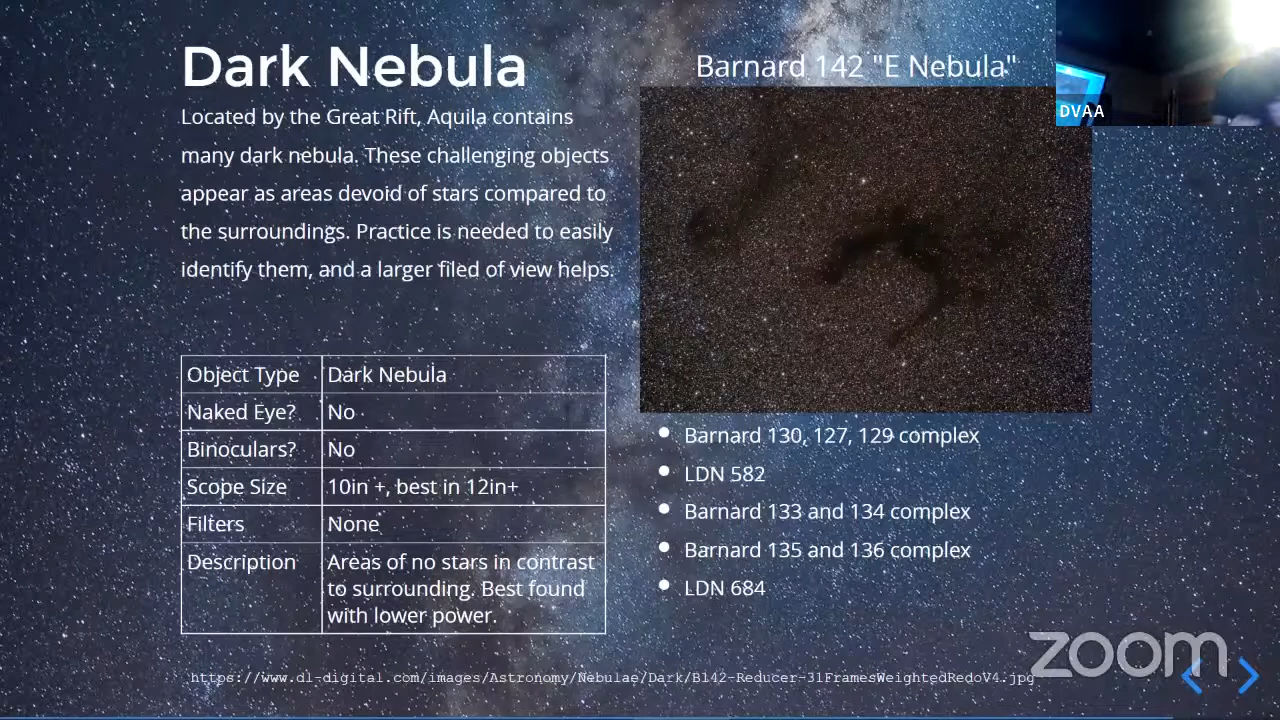 Dark Nebula
Located by the Great Rift, Aquila contains
many dark nebula. These challenging objects
appear as areas devoid of stars compared to
the surroundings. Practice is needed to easily
identify them, and a larger filed of view helps.
Object Type Dark Nebula
Naked Eye? No
Binoculars? No
Scope Size 10in +, best in 12in+
Filters None
Description Areas of no stars in contrast
to surrounding. Best found
with lower power.
Barnard 142 "E Nebula"
DVAA
• Barnard 130, 127, 129 complex
• LDN 582
• Barnard 133 and 134 complex
• Barnard 135 and 136 complex
• LDN 684
https://www.dl-digital.com/images/Astronomy/Nebulae/Dark/B142-Reducer-31FramesWeightedRedoV4.jpg
zoom